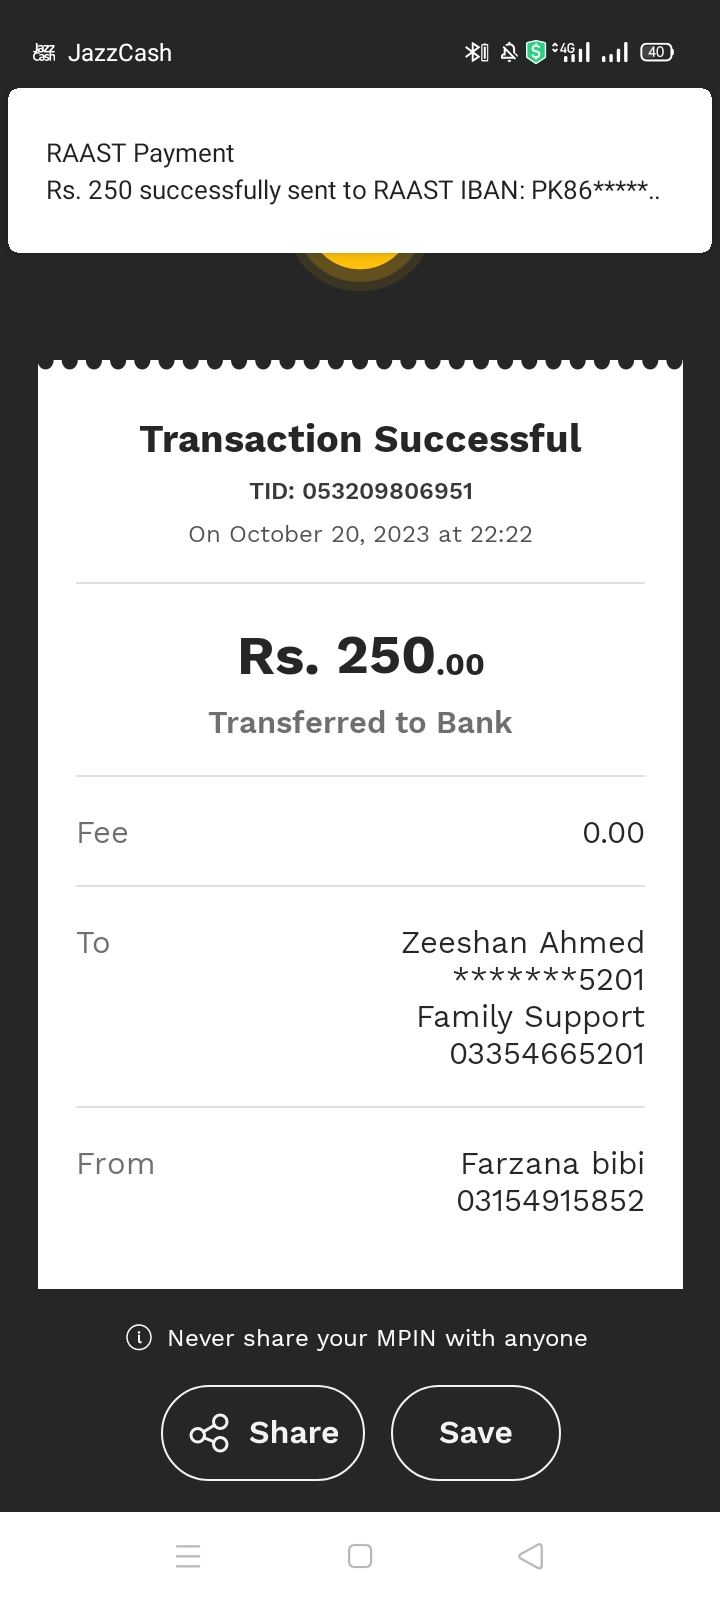 Jazz Cash JazzCash 4G 40
RAAST Payment
Rs. 250 successfully sent to RAAST IBAN: PK86*****..
Transaction Successful
TID: 053209806951
On October 20, 2023 at 22:22
Rs. 250.00
Transferred to Bank
Fee 0.00
To Zeeshan Ahmed
*******5201
Family Support
03354665201
From Farzana bibi
03154915852
Never share your MPIN with anyone
Share Save